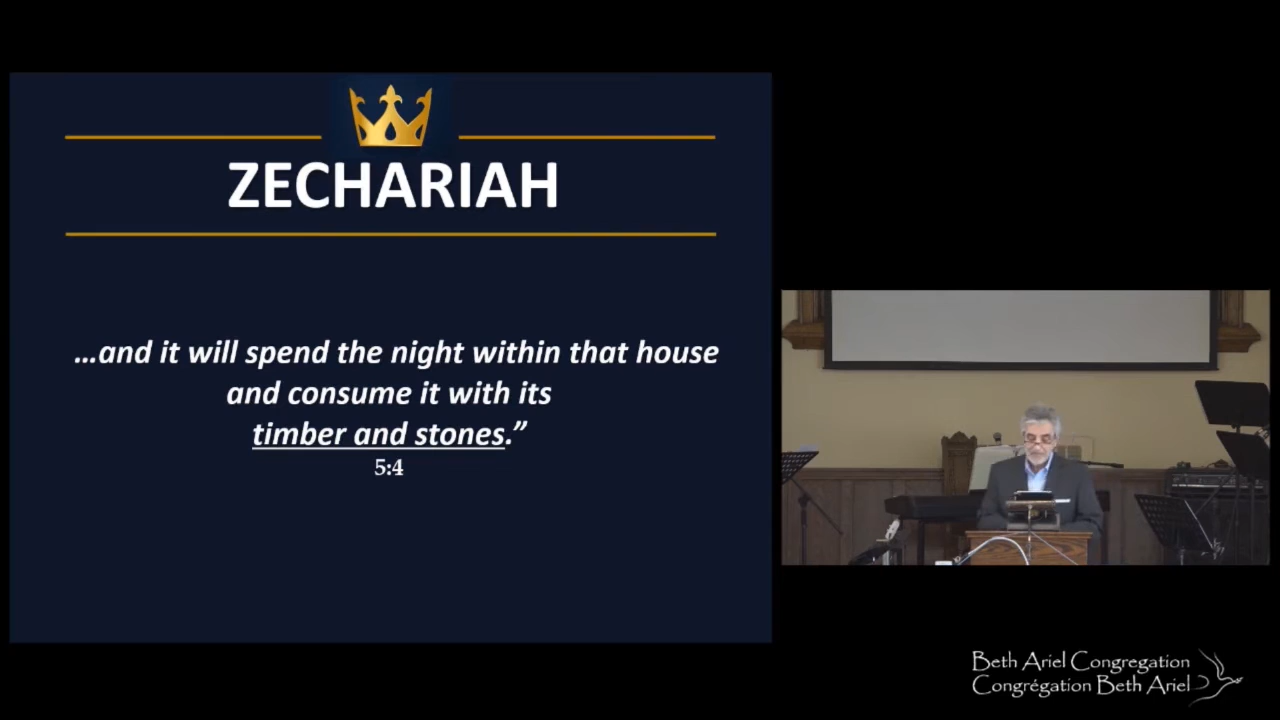 ZECHARIAH
…and it will spend the night within that house
and consume it with its
timber and stones.”
5:4
Beth Ariel Congregation
Congrégation Beth Ariel